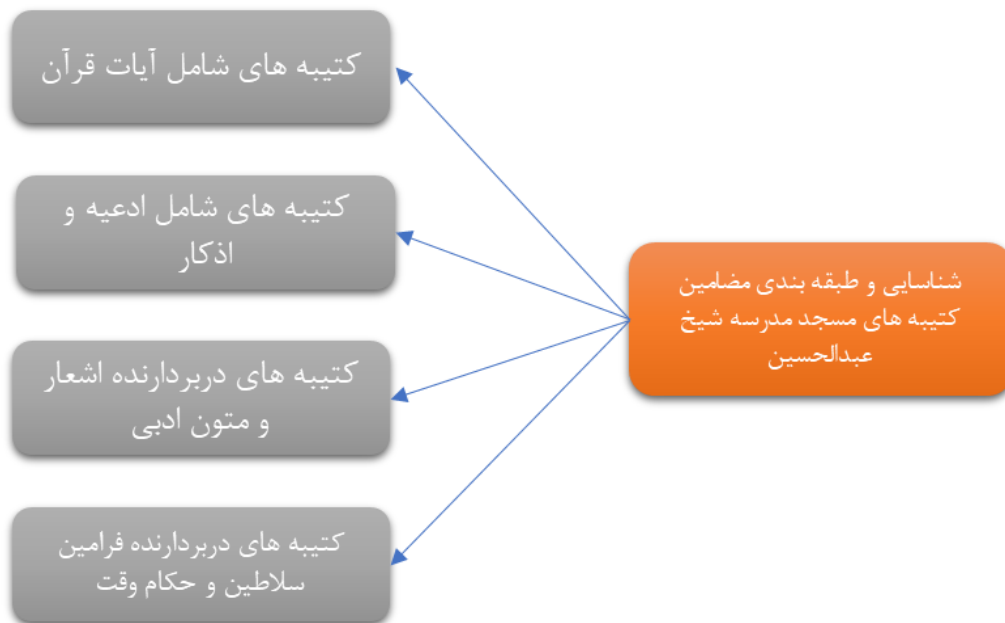 شناسایی و طبقه بندی مضامین
کتیبه های مسجد مدرسه شیخ
عبدالحسین
کتیبه های شامل آیات قرآن
کتیبه های شامل ادعیه و
اذکار
کتیبه های دربردارنده اشعار
و متون ادبی
کتیبه های دربردارنده فرامین
سلاطین و حکام وقت